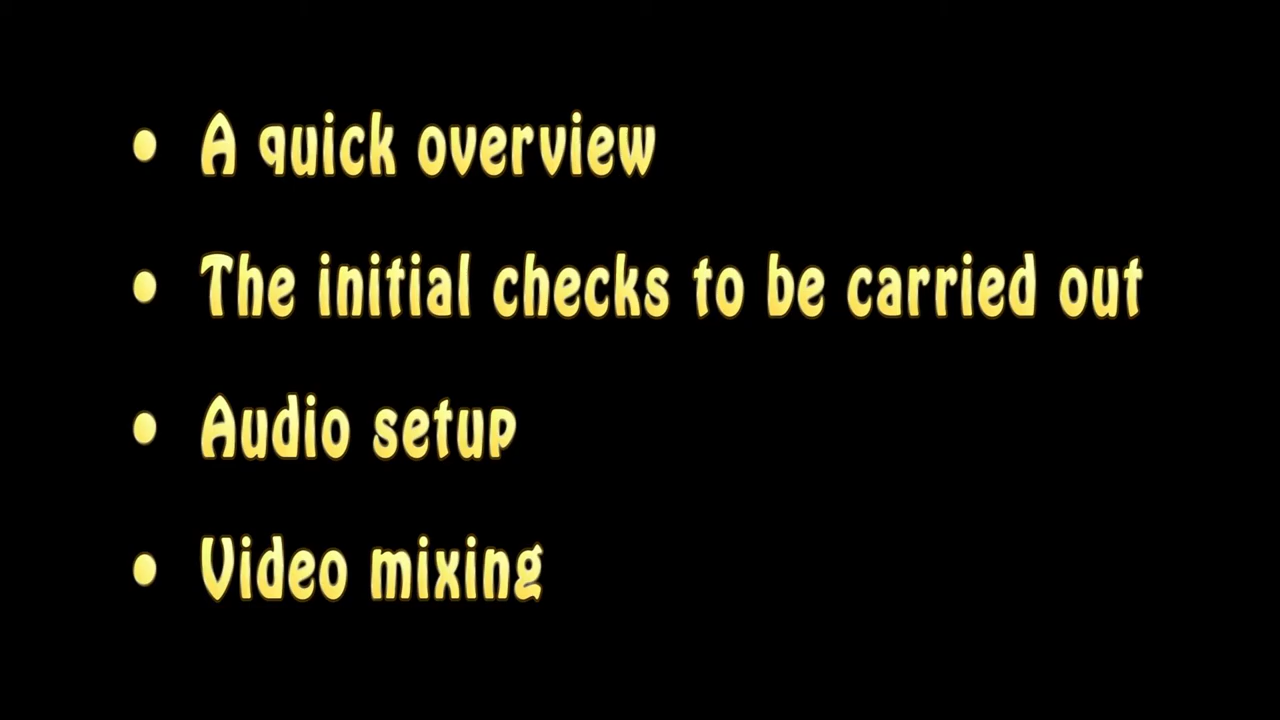 • A quick overview
• The initial checks to be carried out
• Audio setup
• Video mixing